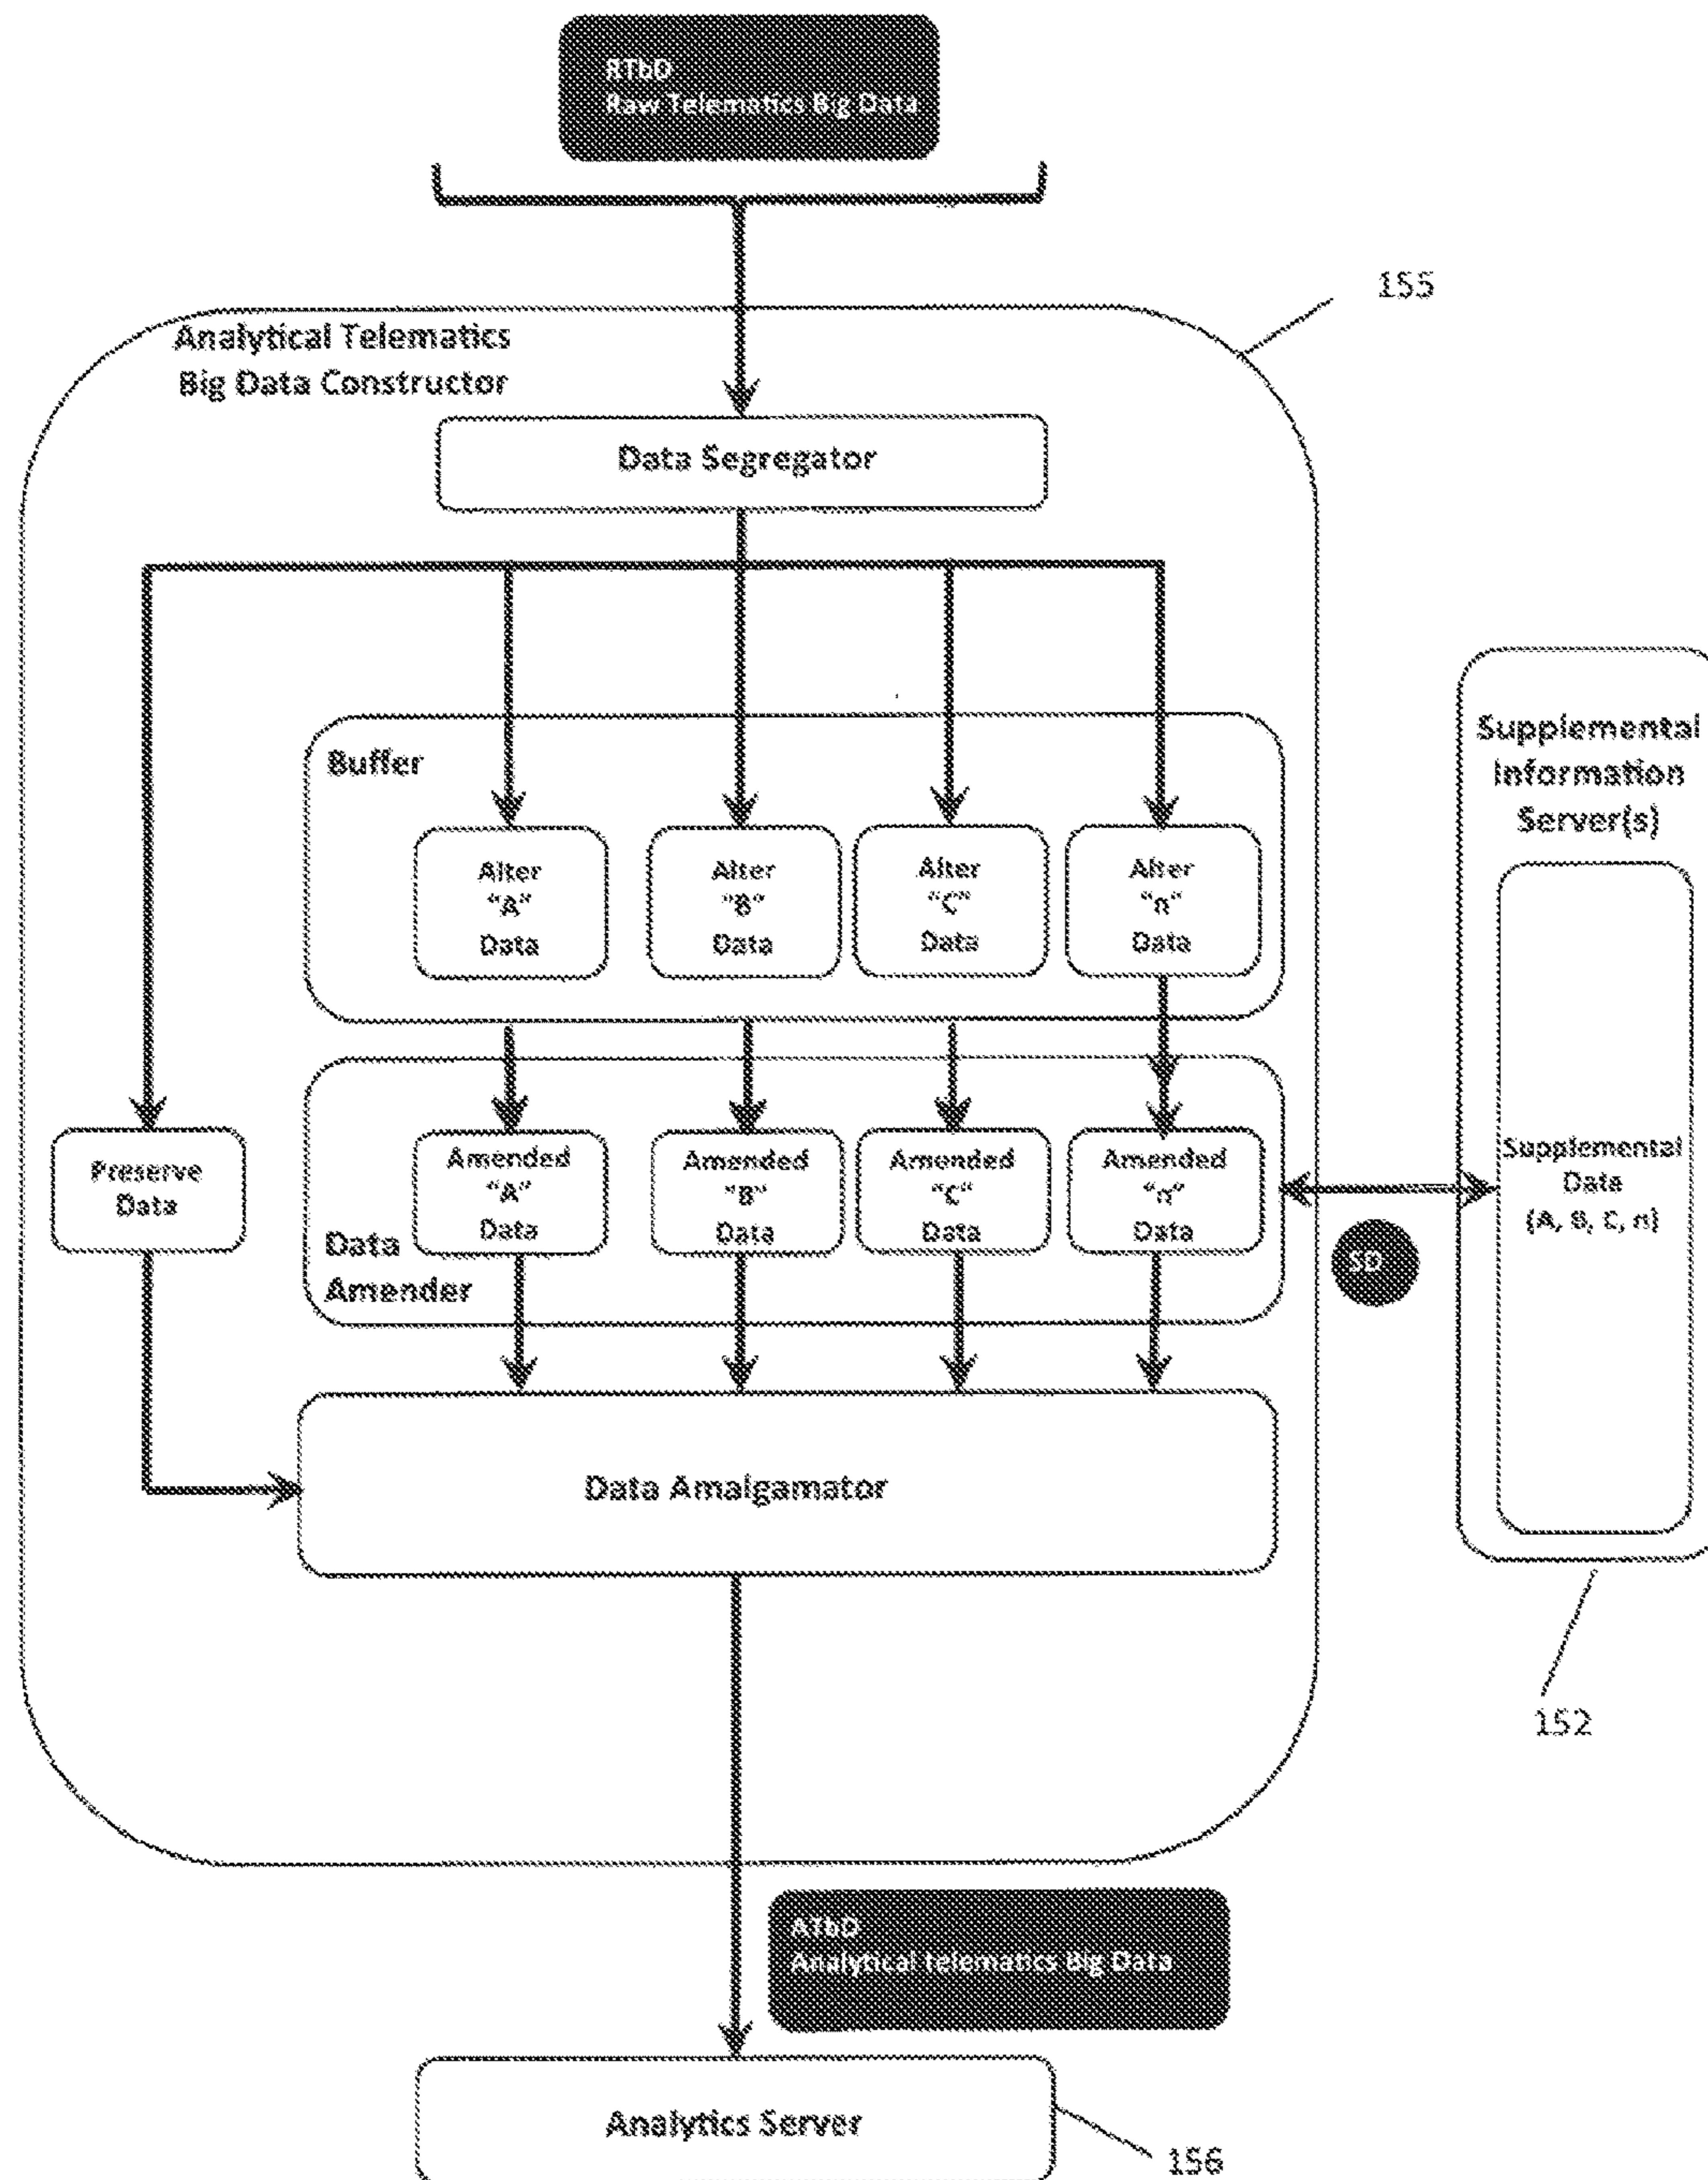 RTbD
Raw Telematics Big Data
155
Analytical Telematics
Big Data Constructor
Data Segregator
Buffer
Alter
"A"
Data
Alter
"B"
Data
Alter
"C"
Data
Alter
"n"
Data
Supplemental
Information
Server(s)
Preserve
Data
Data
Amender
Amended
"A"
Data
Amended
"B"
Data
Amended
"C"
Data
Amended
"n"
Data
SD
Supplemental
Data
(A, B, C, n)
Data Amalgamator
152
ATbD
Analytical telematics Big Data
Analytics Server
156